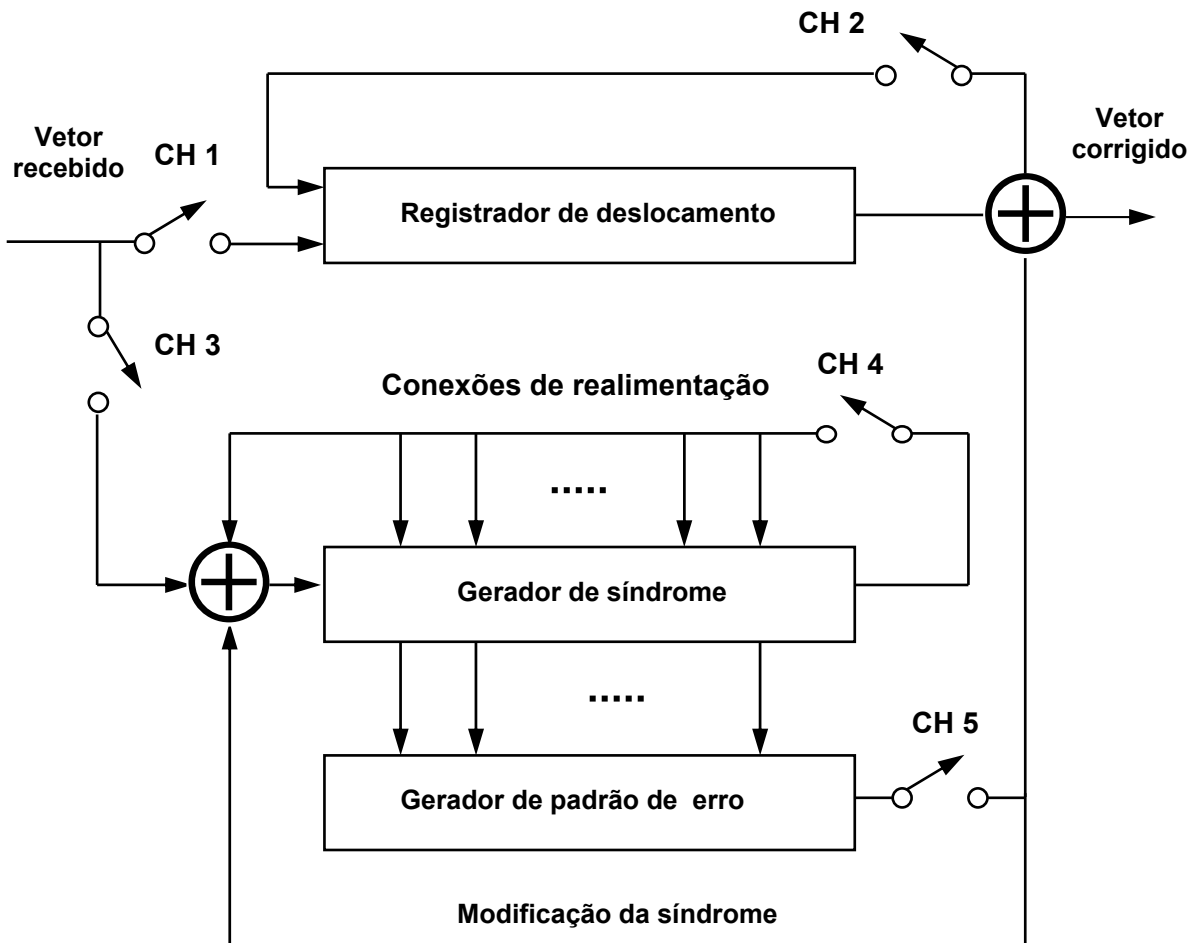 CH 2
Vetor
recebido
CH 1
Vetor
corrigido
Registrador de deslocamento
CH 3
CH 4
Conexões de realimentação
.....
Gerador de síndrome
.....
CH 5
Gerador de padrão de erro
Modificação da síndrome